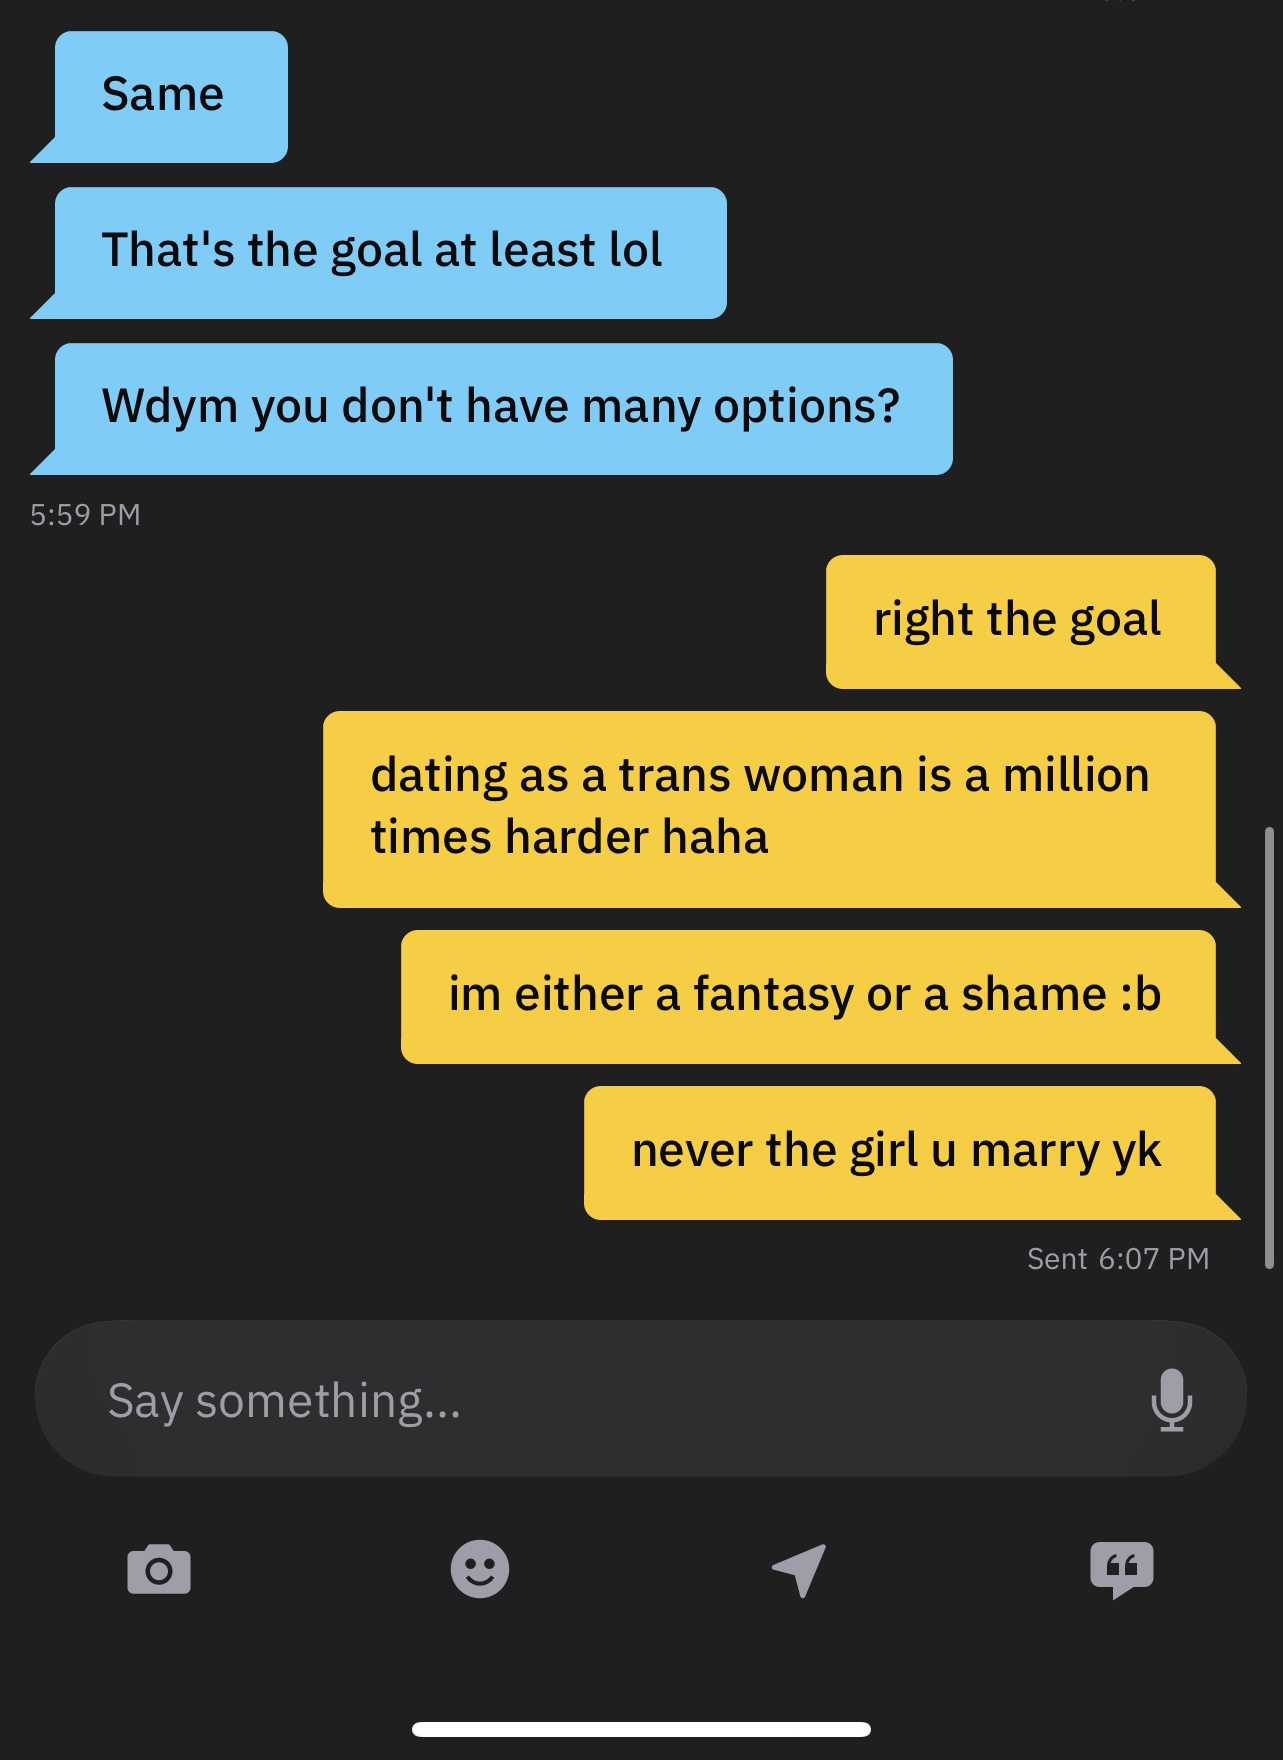 Same
That's the goal at least lol
Wdym you don't have many options?
5:59 PM
right the goal
dating as a trans woman is a million
times harder haha
im either a fantasy or a shame :b
never the girl u marry yk
Sent 6:07 PM
Say something...